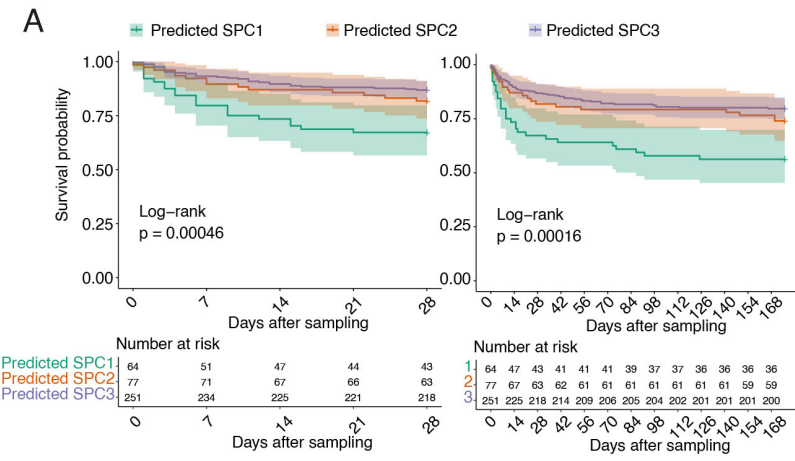 A
Predicted SPC1 Predicted SPC2 Predicted SPC3
Survival probability
1.00
0.75
0.50
0.25
0.00
Log-rank
p = 0.00046
0 7 14 21 28
Days after sampling
1.00
0.75
0.50
0.25
0.00
Log-rank
p = 0.00016
0 14 28 42 56 70 84 98 112 126 140 154 168
Days after sampling
Number at risk
Predicted SPC1 64 51 47 44 43
Predicted SPC2 77 71 67 66 63
Predicted SPC3 251 234 225 221 218
0 7 14 21 28
Days after sampling
Number at risk
1 64 47 43 41 41 41 39 37 37 36 36 36 36
2 77 67 63 62 61 61 61 61 61 61 61 59 59
3 251 225 218 214 209 206 205 204 202 201 201 201 200
0 14 28 42 56 70 84 98 112 126 140 154 168
Days after sampling